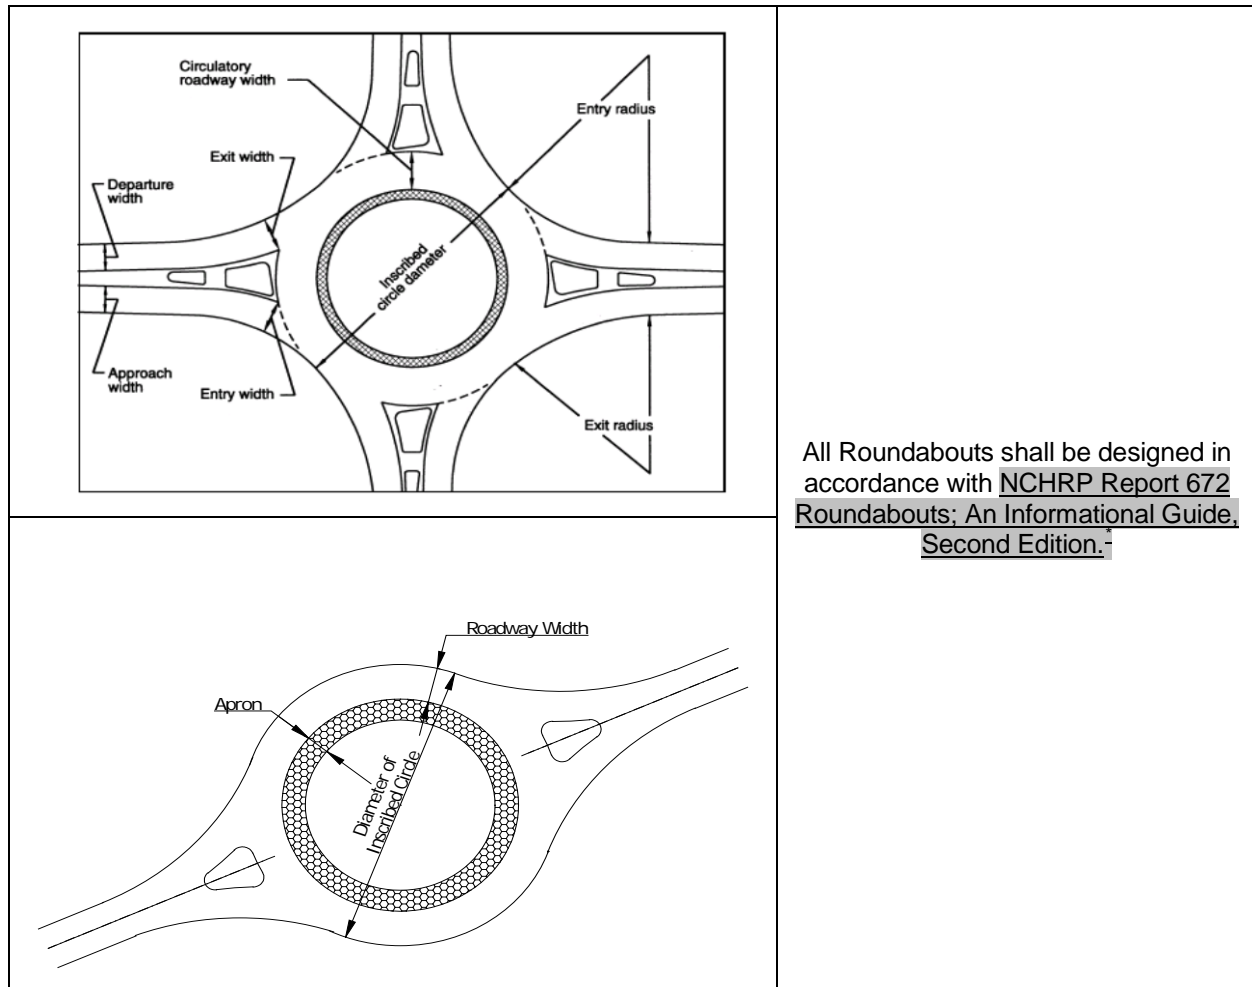 Circulatory
roadway width
Entry radius
Exit width
Departure
width
Inscribed
circle dameter
Approach
width
Entry width
Exit radius
All Roundabouts shall be designed in
accordance with NCHRP Report 672
Roundabouts; An Informational Guide,
Second Edition.*
Roadway Width
Apron
Diameter of
Inscribed Circle